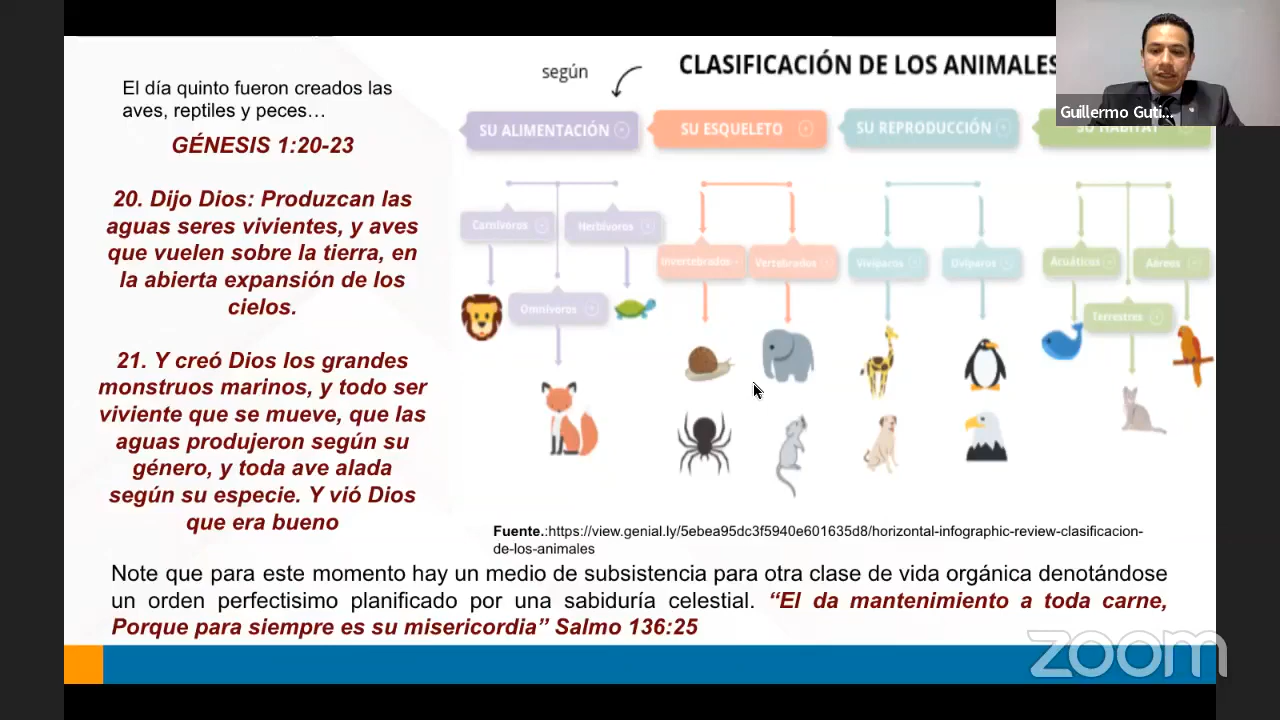 El día quinto fueron creados las
aves, reptiles y peces…
GÉNESIS 1:20-23
20. Dijo Dios: Produzcan las
aguas seres vivientes, y aves
que vuelen sobre la tierra, en
la abierta expansión de los
cielos.
21. Y creó Dios los grandes
monstruos marinos, y todo ser
viviente que se mueve, que las
aguas produjeron según su
género, y toda ave alada
según su especie. Y vió Dios
que era bueno
según
CLASIFICACIÓN DE LOS ANIMALES
SU ALIMENTACIÓN
SU ESQUELETO
SU REPRODUCCIÓN
SU HÁBITAT
Carnívoros
Herbívoros
Omnívoros
Invertebrados
Vertebrados
Vivíparos
Ovíparos
Acuáticos
Aéreos
Terrestres
Fuente.:https://view.genial.ly/5ebea95dc3f5940e601635d8/horizontal-infographic-review-clasificacion-
de-los-animales
Note que para este momento hay un medio de subsistencia para otra clase de vida orgánica denotándose
un orden perfectisimo planificado por una sabiduría celestial. “El da mantenimiento a toda carne,
Porque para siempre es su misericordia” Salmo 136:25
Guillermo Guti...
zoom